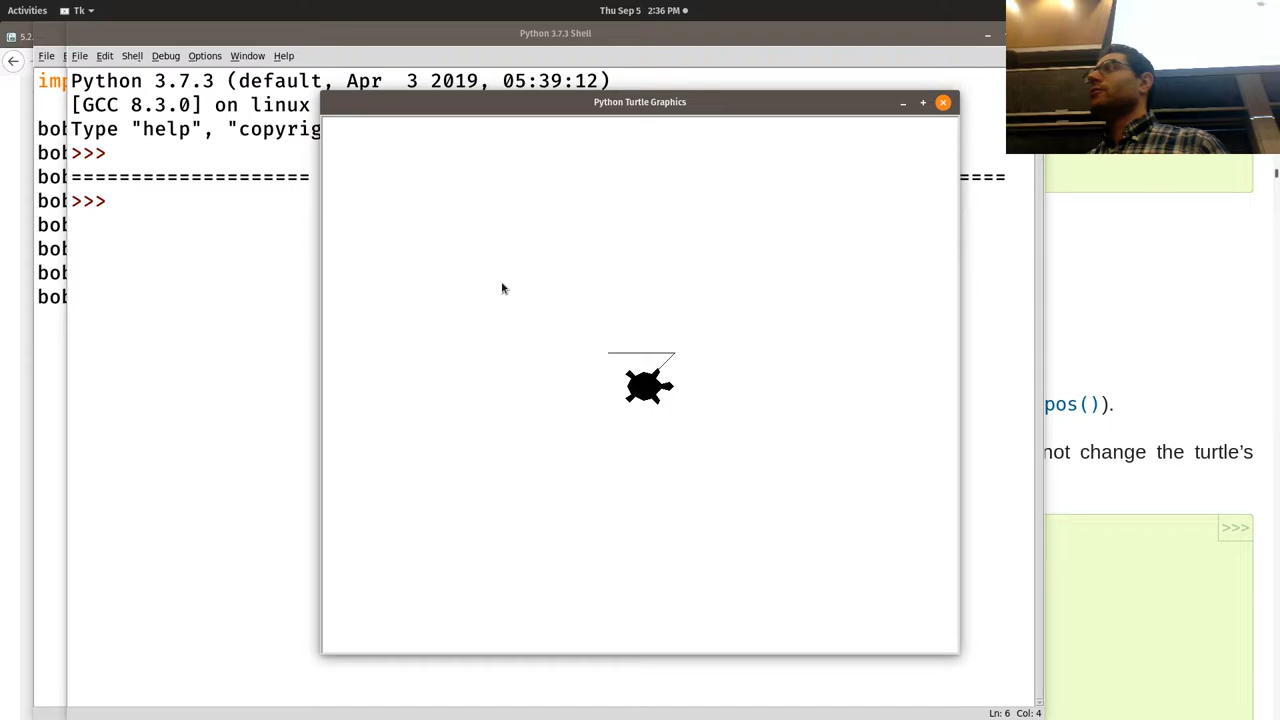 Activities Tk Thu Sep 5 2:36 PM
5.2. Python 3.7.3 Shell
File File Edit Shell Debug Options Window Help
Python 3.7.3 (default, Apr 3 2019, 05:39:12)
[GCC 8.3.0] on linux
Python Turtle Graphics
Type "help", "copyrig
bob >>>
bob ==================== ====
bob >>>
bob
bob
bob
bob
pos()).
not change the turtle's
>>>
Ln: 6 Col: 4